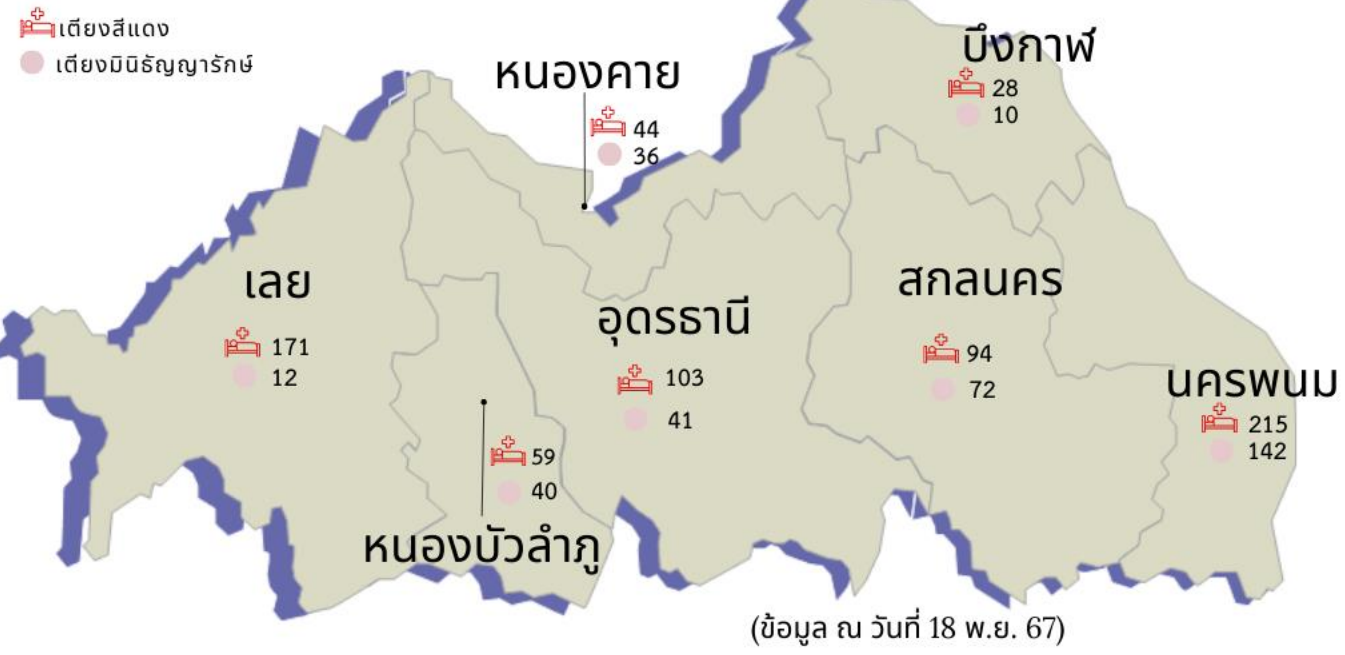 เตียงสีแดง
เตียงมินิธัญญารักษ์
บึงกาฬ
28
10
หนองคาย
44
36
เลย
171
12
อุดรธานี
103
41
สกลนคร
94
72
นครพนม
215
142
59
40
หนองบัวลำภู
(ข้อมูล ณ วันที่ 18 พ.ย. 67)